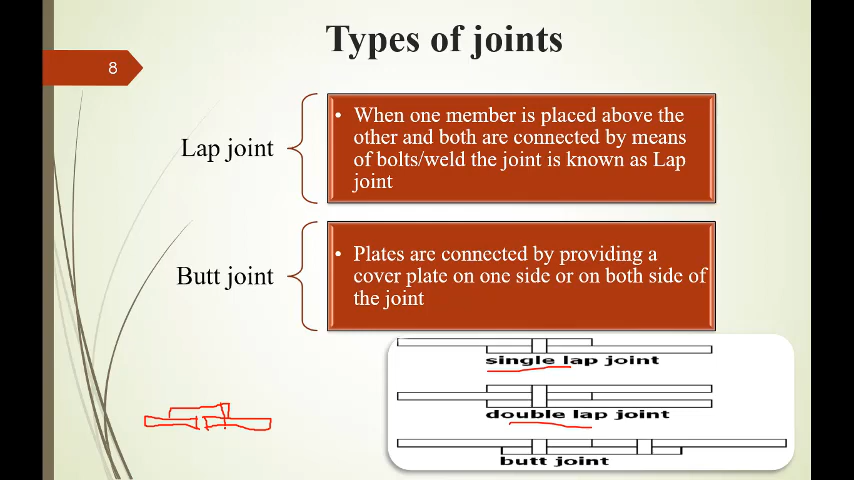 Types of joints
8
Lap joint
• When one member is placed above the
other and both are connected by means
of bolts/weld the joint is known as Lap
joint
Butt joint
• Plates are connected by providing a
cover plate on one side or on both side of
the joint
single lap joint
double lap joint
butt joint